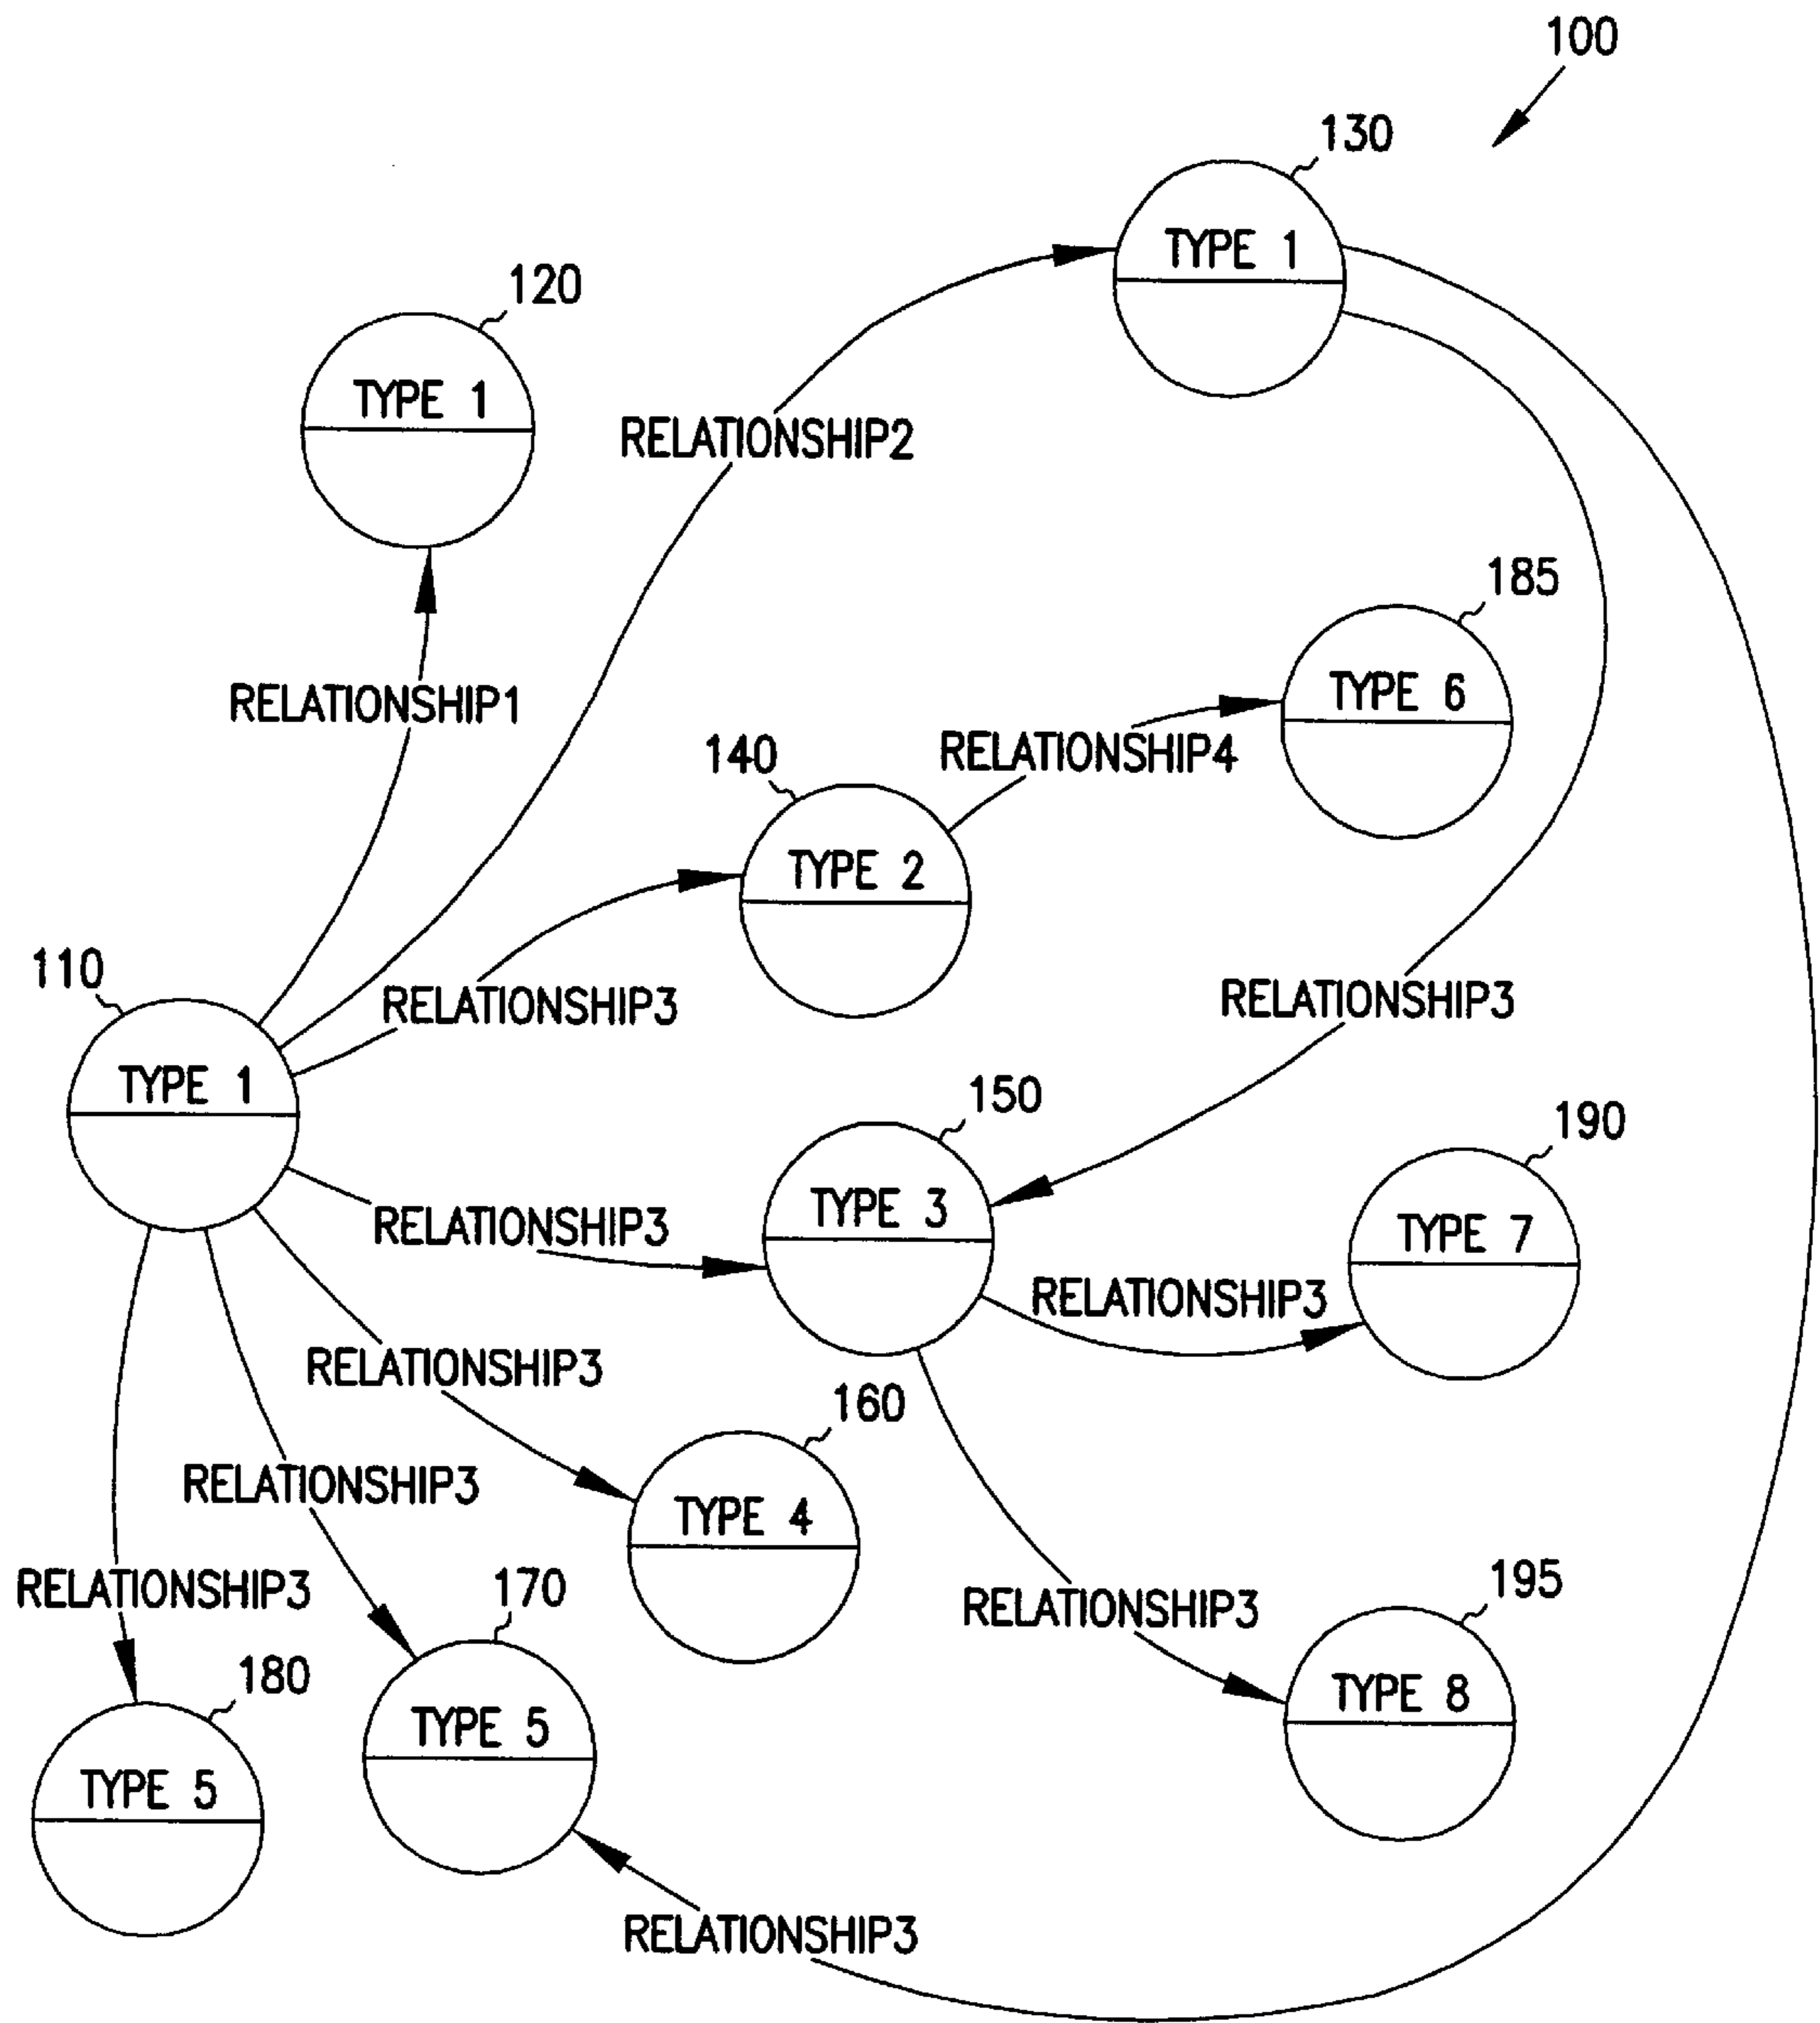 100
130
TYPE 1
120
TYPE 1
RELATIONSHIP2
185
TYPE 6
RELATIONSHIP1
140
RELATIONSHIP4
TYPE 2
110
RELATIONSHIP3
RELATIONSHIP3
TYPE 1
150
190
TYPE 3
RELATIONSHIP3
TYPE 7
RELATIONSHIP3
RELATIONSHIP3
160
RELATIONSHIP3
TYPE 4
RELATIONSHIP3
170
195
RELATIONSHIP3
180
TYPE 8
TYPE 5
TYPE 5
RELATIONSHIP3